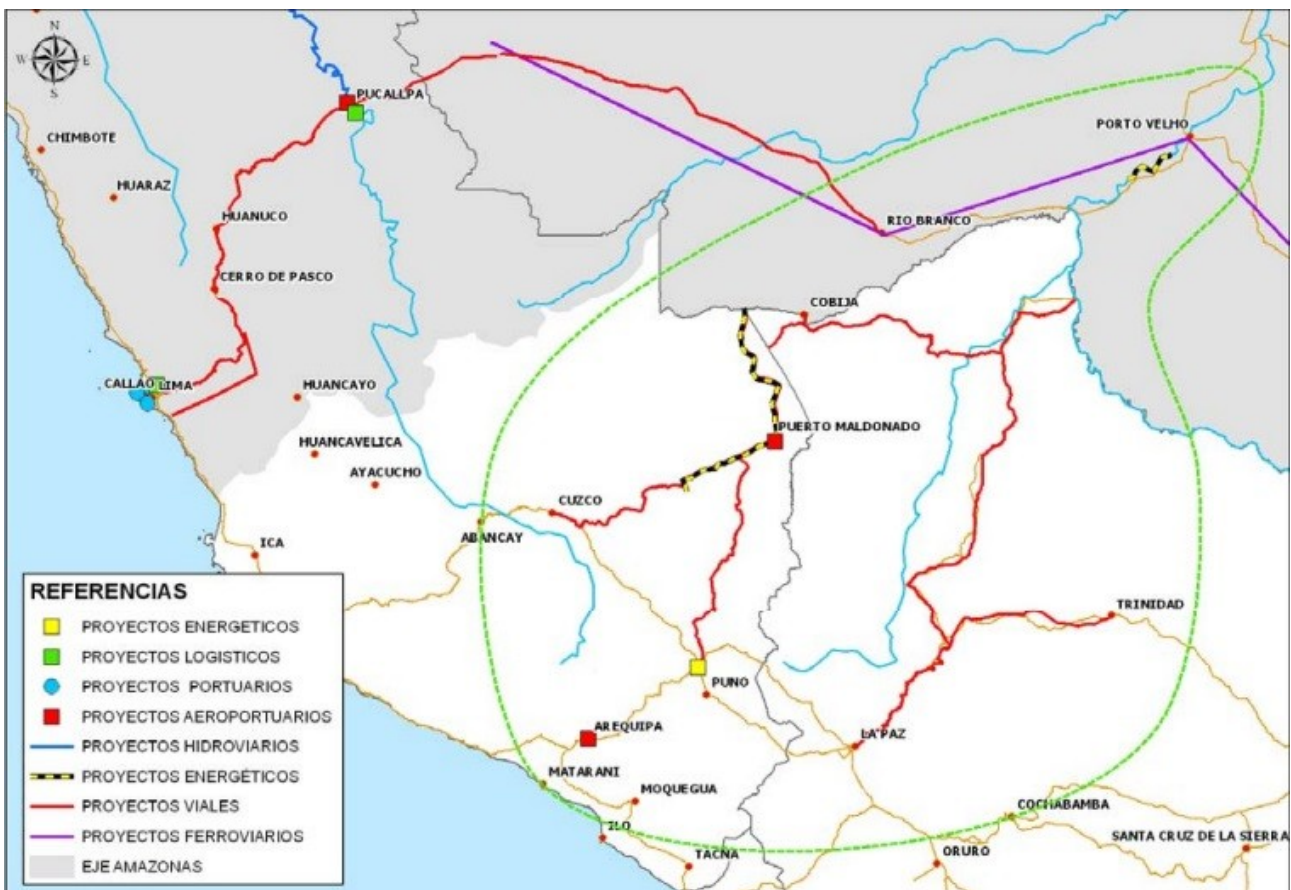 N
W E
S
PUCALLPA
CHIMBOTE
PORTO VELHO
HUARAZ
HUANUCO
RIO BRANCO
CERRO DE PASCO
COBIJA
CALLAO LIMA
HUANCAYO
PUERTO MALDONADO
HUANCAVELICA
AYACUCHO
CUZCO
ABANCAY
ICA
TRINIDAD
PUNO
AREQUIPA
LA PAZ
MATARANI
MOQUEGUA
COCHABAMBA
ILO
SANTA CRUZ DE LA SIERRA
TACNA
ORURO
REFERENCIAS
PROYECTOS ENERGETICOS
PROYECTOS LOGISTICOS
PROYECTOS PORTUARIOS
PROYECTOS AEROPORTUARIOS
PROYECTOS HIDROVIARIOS
PROYECTOS ENERGÉTICOS
PROYECTOS VIALES
PROYECTOS FERROVIARIOS
EJE AMAZONAS